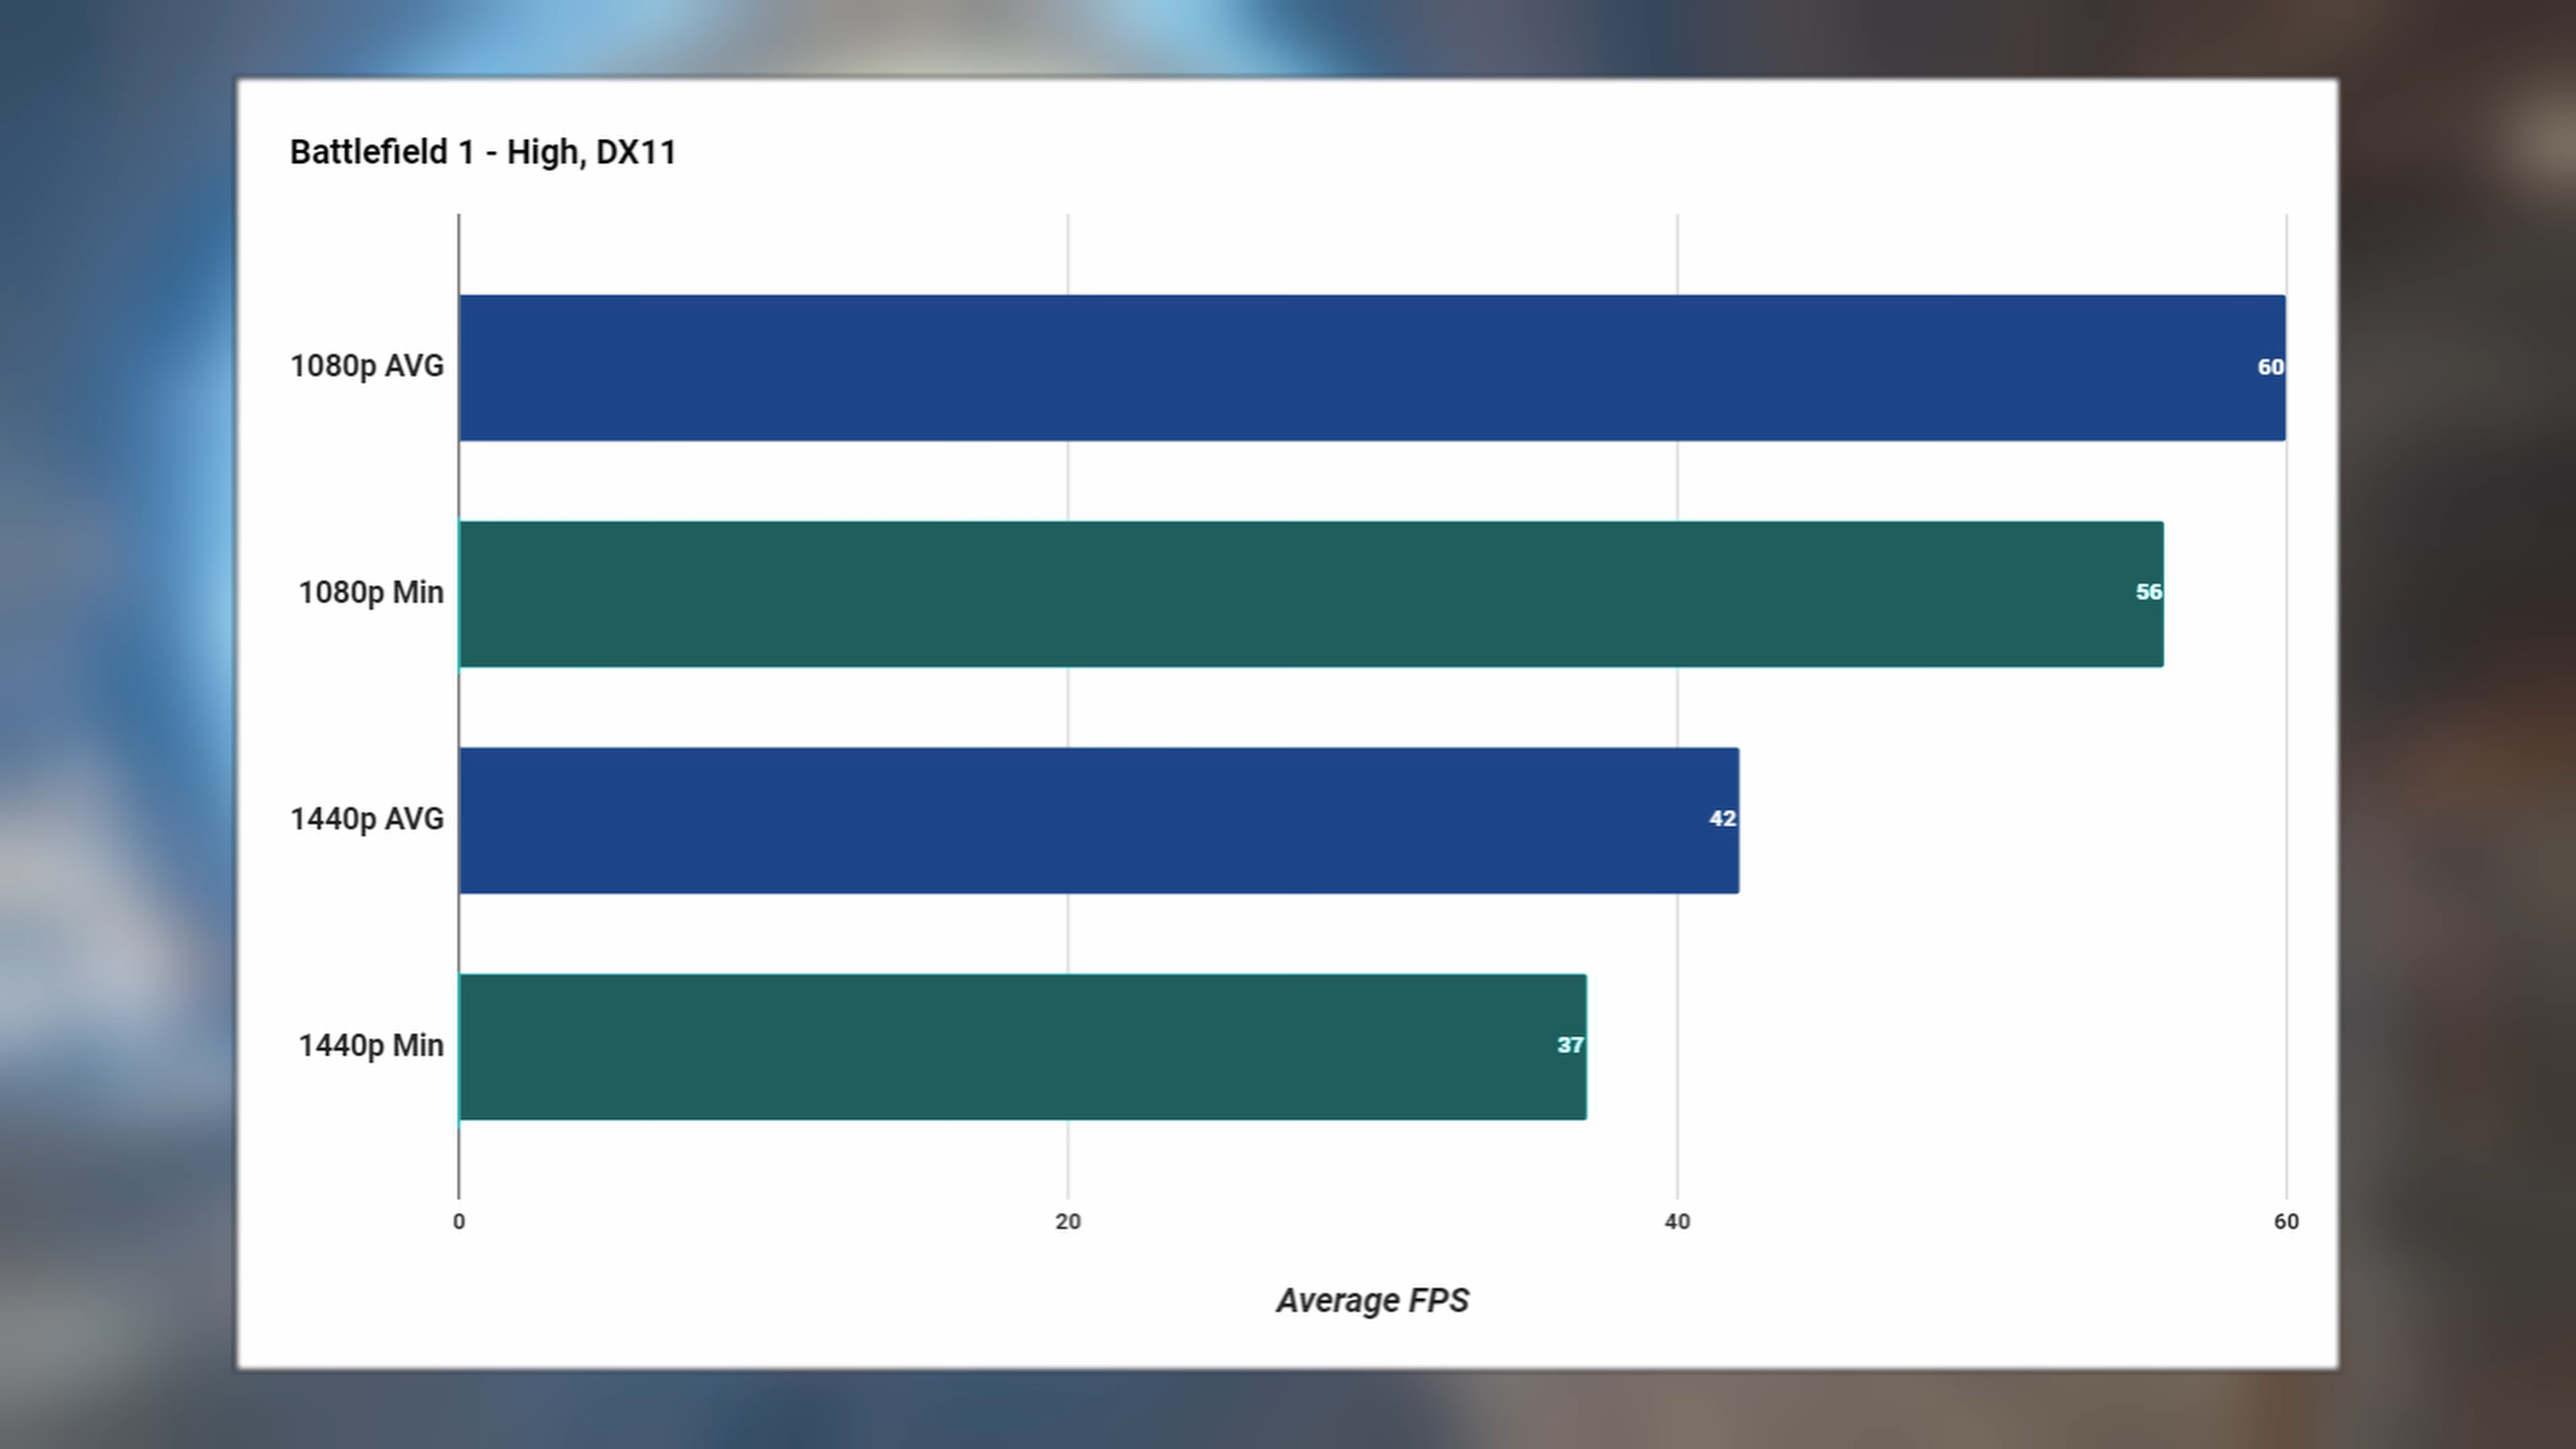 Battlefield 1 - High, DX11
1080p AVG
60
1080p Min
56
1440p AVG
42
1440p Min
37
0 20 40 60
Average FPS